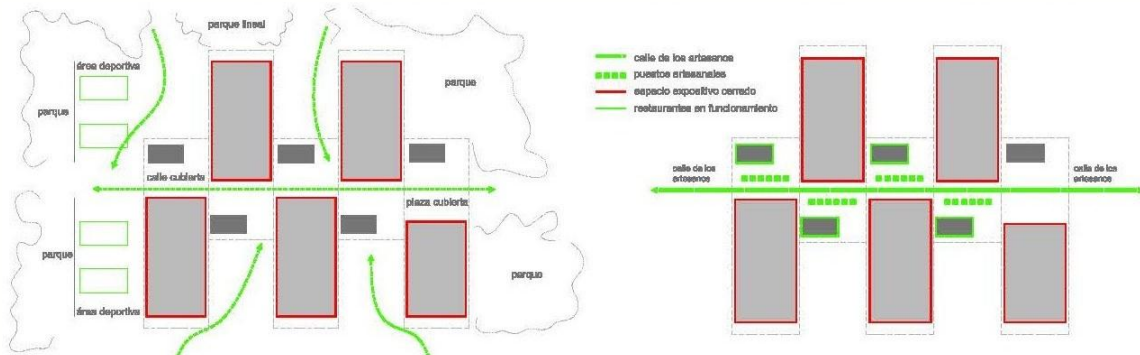 parque lineal
área deportiva
parque
parque
calle cubierta
plaza cubierta
parque
área deportiva
parque
calle de los artesanos
puestos artesanales
espacio expositivo cerrado
restaurantes en funcionamiento
calle de los
artesanos
calle de los
artesanos